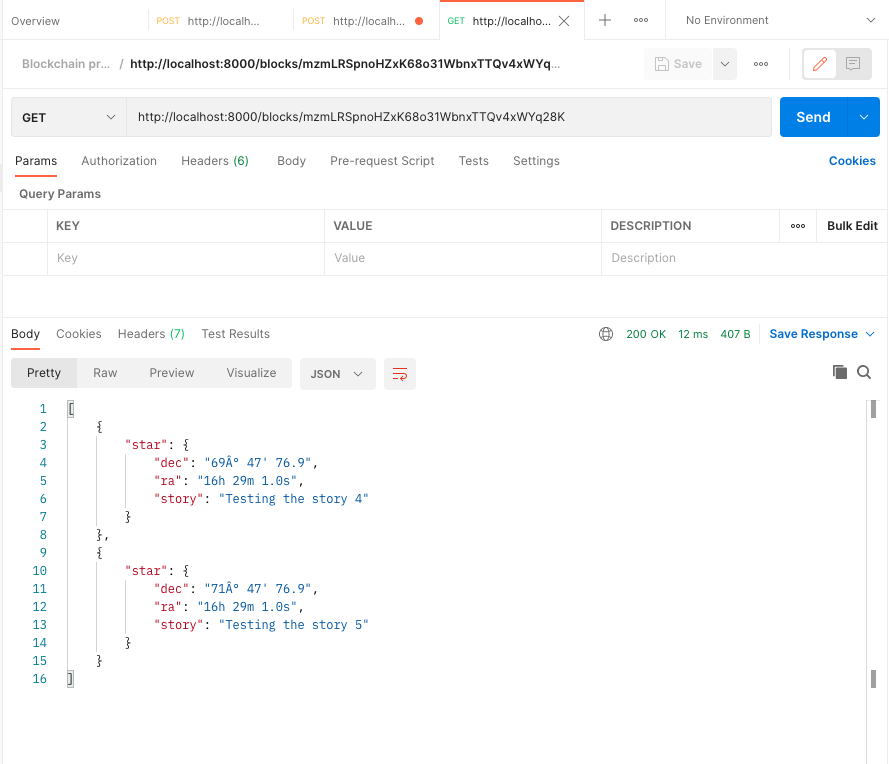 Overview POST http://localh... POST http://localh... GET http://localho... No Environment
Blockchain pr... / http://localhost:8000/blocks/mzmLRSpnoHZxK68o31WbnxTTQv4xWYq... Save
GET http://localhost:8000/blocks/mzmLRSpnoHZxK68o31WbnxTTQv4xWYq28K Send
Params Authorization Headers (6) Body Pre-request Script Tests Settings Cookies
Query Params
KEY VALUE DESCRIPTION Bulk Edit
Key Value Description
Body Cookies Headers (7) Test Results 200 OK 12 ms 407 B Save Response
Pretty Raw Preview Visualize JSON
1 [
2 {
3 "star": {
4 "dec": "69Â° 47' 76.9",
5 "ra": "16h 29m 1.0s",
6 "story": "Testing the story 4"
7 }
8 },
9 {
10 "star": {
11 "dec": "71Â° 47' 76.9",
12 "ra": "16h 29m 1.0s",
13 "story": "Testing the story 5"
14 }
15 }
16 ]